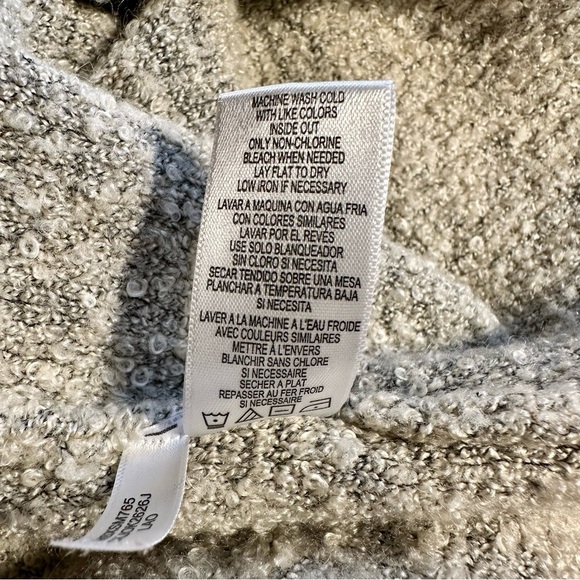 MACHINE WASH COLD
WITH LIKE COLORS
INSIDE OUT
ONLY NON-CHLORINE
BLEACH WHEN NEEDED
LAY FLAT TO DRY
LOW IRON IF NECESSARY
LAVAR A MAQUINA CON AGUA FRIA
CON COLORES SIMILARES
LAVAR POR EL REVÉS
USE SOLO BLANQUEADOR
SIN CLORO SI NECESITA
SECAR TENDIDO SOBRE UNA MESA
PLANCHAR A TEMPERATURA BAJA
SI NECESITA
LAVER A LA MACHINE A L'EAU FROIDE
AVEC COULEURS SIMILIAIRES
METTRE À L'ENVERS
BLANCHIR SANS CHLORE
SI NECESSAIRE
SECHER A PLAT
REPASSER AU FER FROID
SI NECESSAIRE